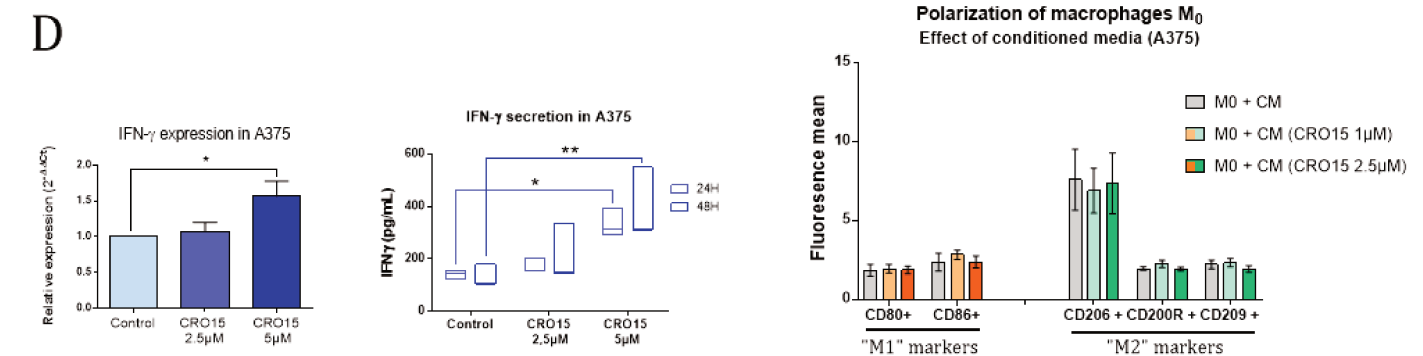 D
IFN-γ expression in A375
Relative expression (2^-ΔΔCt)
2.0
1.5
1.0
0.5
0.0
*
Control
CRO15
2.5µM
CRO15
5µM
IFN-γ secretion in A375
IFNγ (pg/mL)
600
400
200
0
**
*
24H
48H
Control
CRO15
2,5µM
CRO15
5µM
Polarization of macrophages M₀
Effect of conditioned media (A375)
Fluoresence mean
15
10
5
0
M0 + CM
M0 + CM (CRO15 1µM)
M0 + CM (CRO15 2.5µM)
CD80+ CD86+ CD206 + CD200R + CD209 +
"M1" markers
"M2" markers